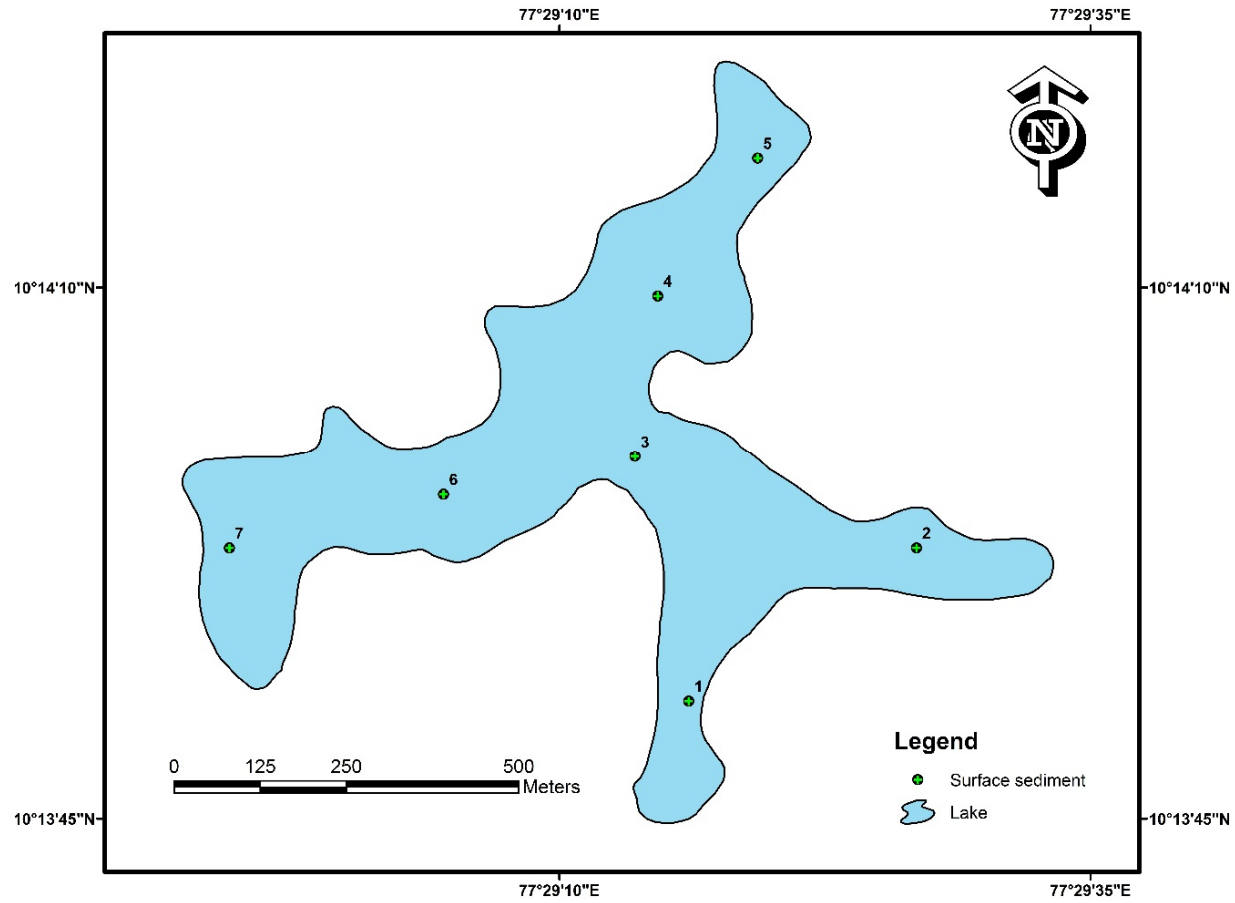 77°29'10"E 77°29'35"E
N
5
4
10°14'10"N 10°14'10"N
3
6
7 2
1
Legend
0 125 250 500
Meters
Surface sediment
Lake
10°13'45"N 10°13'45"N
77°29'10"E 77°29'35"E